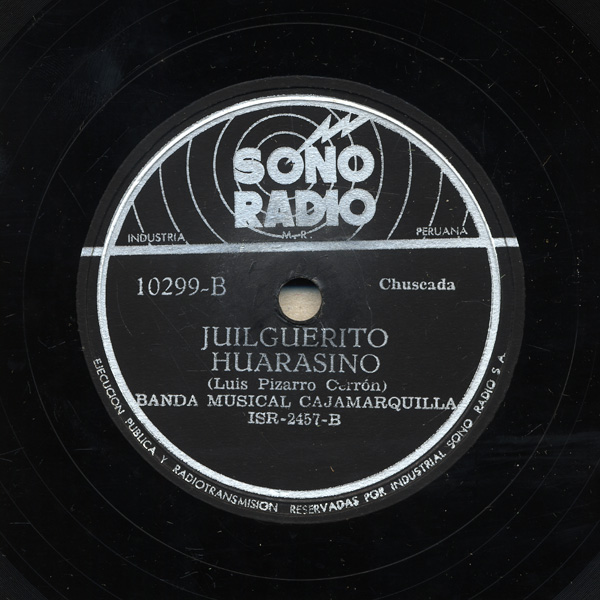 SONO
RADIO
M.R.
INDUSTRIA
PERUANA
10299-B
Chuscada
JUILGUERITO
HUARASINO
(Luis Pizarro Cerrón)
BANDA MUSICAL CAJAMARQUILLA
ISR-2457-B
EJECUCION PUBLICA Y RADIOTRANSMISION RESERVADAS POR INDUSTRIAL SONO RADIO S.A.